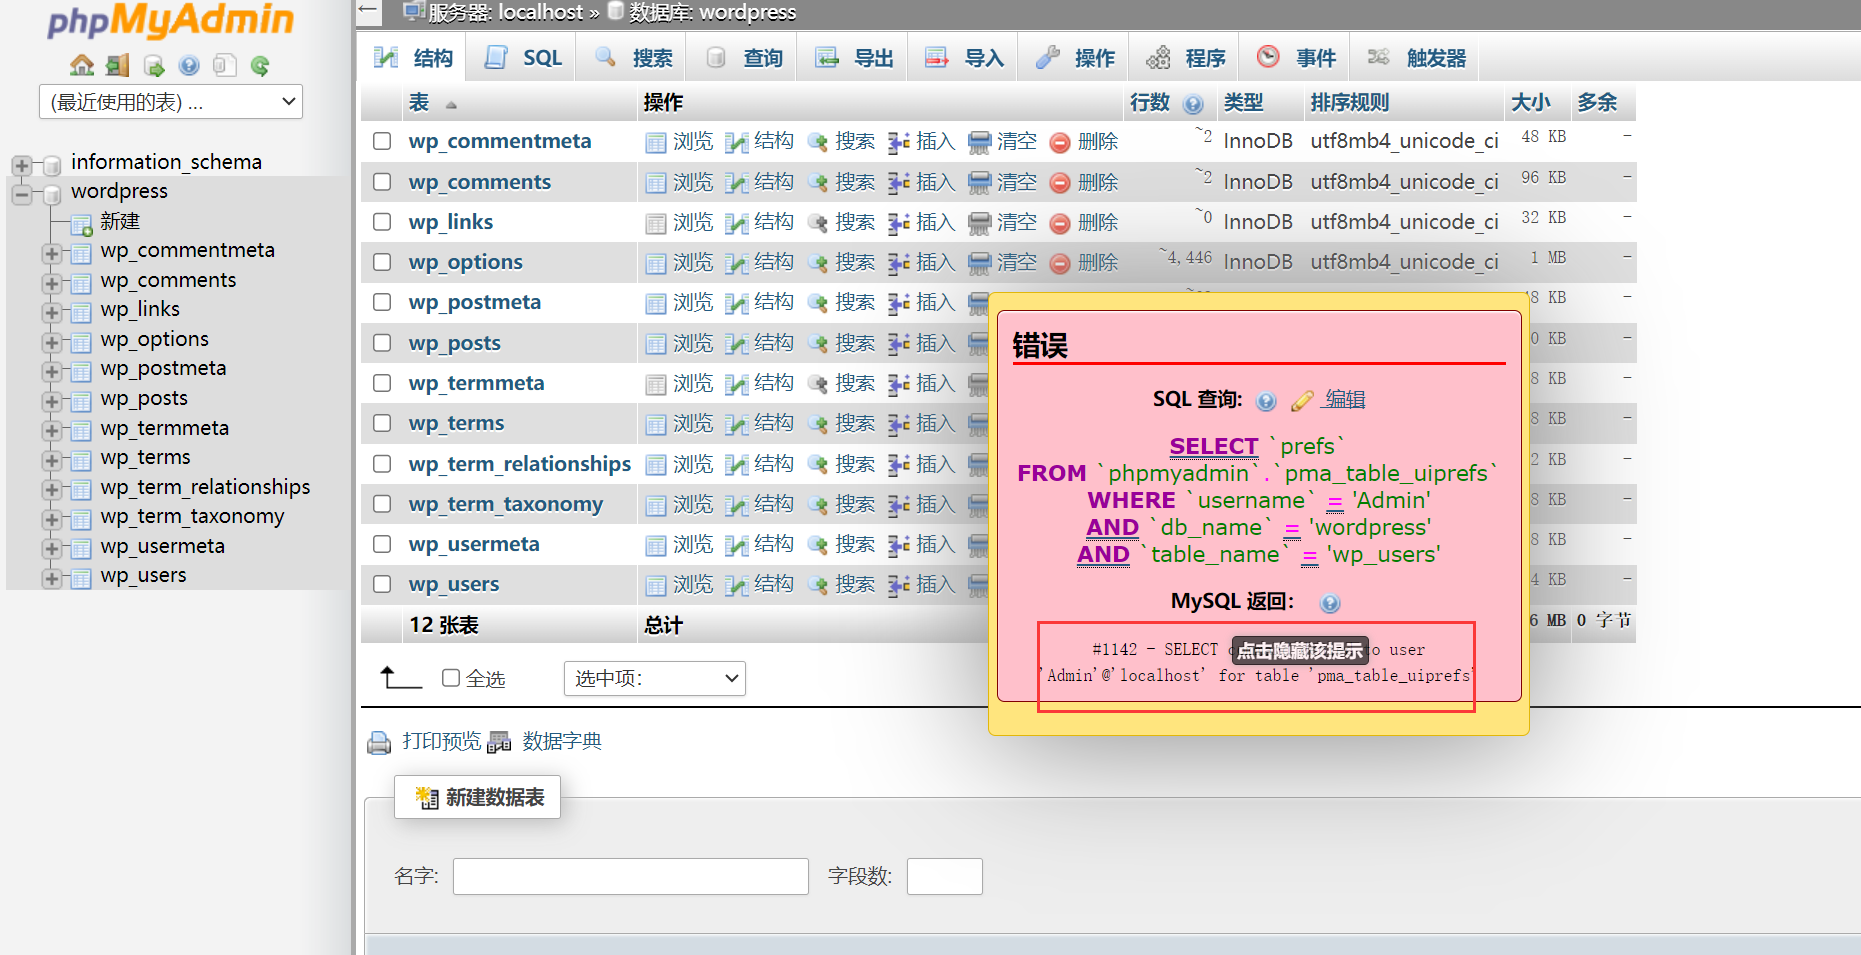 phpMyAdmin
(最近使用的表) ...
information_schema
wordpress
新建
wp_commentmeta
wp_comments
wp_links
wp_options
wp_postmeta
wp_posts
wp_termmeta
wp_terms
wp_term_relationships
wp_term_taxonomy
wp_usermeta
wp_users
服务器: localhost » 数据库: wordpress
结构 SQL 搜索 查询 导出 导入 操作 程序 事件 触发器
表 操作 行数 类型 排序规则 大小 多余
wp_commentmeta 浏览 结构 搜索 插入 清空 删除 ~2 InnoDB utf8mb4_unicode_ci 48 KB -
wp_comments 浏览 结构 搜索 插入 清空 删除 ~2 InnoDB utf8mb4_unicode_ci 96 KB -
wp_links 浏览 结构 搜索 插入 清空 删除 ~0 InnoDB utf8mb4_unicode_ci 32 KB -
wp_options 浏览 结构 搜索 插入 清空 删除 ~4,446 InnoDB utf8mb4_unicode_ci 1 MB -
wp_postmeta 浏览 结构 搜索 插入 8 KB -
wp_posts 浏览 结构 搜索 插入 0 KB -
wp_termmeta 浏览 结构 搜索 插入 8 KB -
wp_terms 浏览 结构 搜索 插入 8 KB -
wp_term_relationships 浏览 结构 搜索 插入 2 KB -
wp_term_taxonomy 浏览 结构 搜索 插入 8 KB -
wp_usermeta 浏览 结构 搜索 插入 8 KB -
wp_users 浏览 结构 搜索 插入 4 KB -
12 张表 总计 6 MB 0 字节
错误
SQL 查询: 编辑
SELECT `prefs`
FROM `phpmyadmin`.`pma_table_uiprefs`
WHERE `username` = 'Admin'
AND `db_name` = 'wordpress'
AND `table_name` = 'wp_users'
MySQL 返回:
#1142 - SELECT to user
点击隐藏该提示
'Admin'@'localhost' for table 'pma_table_uiprefs'
全选 选中项:
打印预览 数据字典
新建数据表
名字: 字段数: